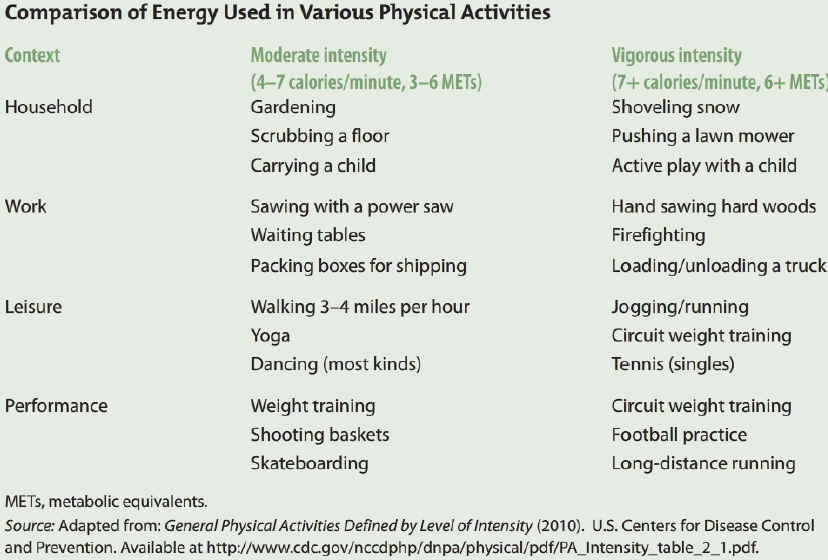 Comparison of Energy Used in Various Physical Activities
Context Moderate intensity Vigorous intensity
(4–7 calories/minute, 3–6 METs) (7+ calories/minute, 6+ METs)
Household Gardening Shoveling snow
Scrubbing a floor Pushing a lawn mower
Carrying a child Active play with a child
Work Sawing with a power saw Hand sawing hard woods
Waiting tables Firefighting
Packing boxes for shipping Loading/unloading a truck
Leisure Walking 3–4 miles per hour Jogging/running
Yoga Circuit weight training
Dancing (most kinds) Tennis (singles)
Performance Weight training Circuit weight training
Shooting baskets Football practice
Skateboarding Long-distance running
METs, metabolic equivalents.
Source: Adapted from: General Physical Activities Defined by Level of Intensity (2010). U.S. Centers for Disease Control
and Prevention. Available at http://www.cdc.gov/nccdphp/dnpa/physical/pdf/PA_Intensity_table_2_1.pdf.